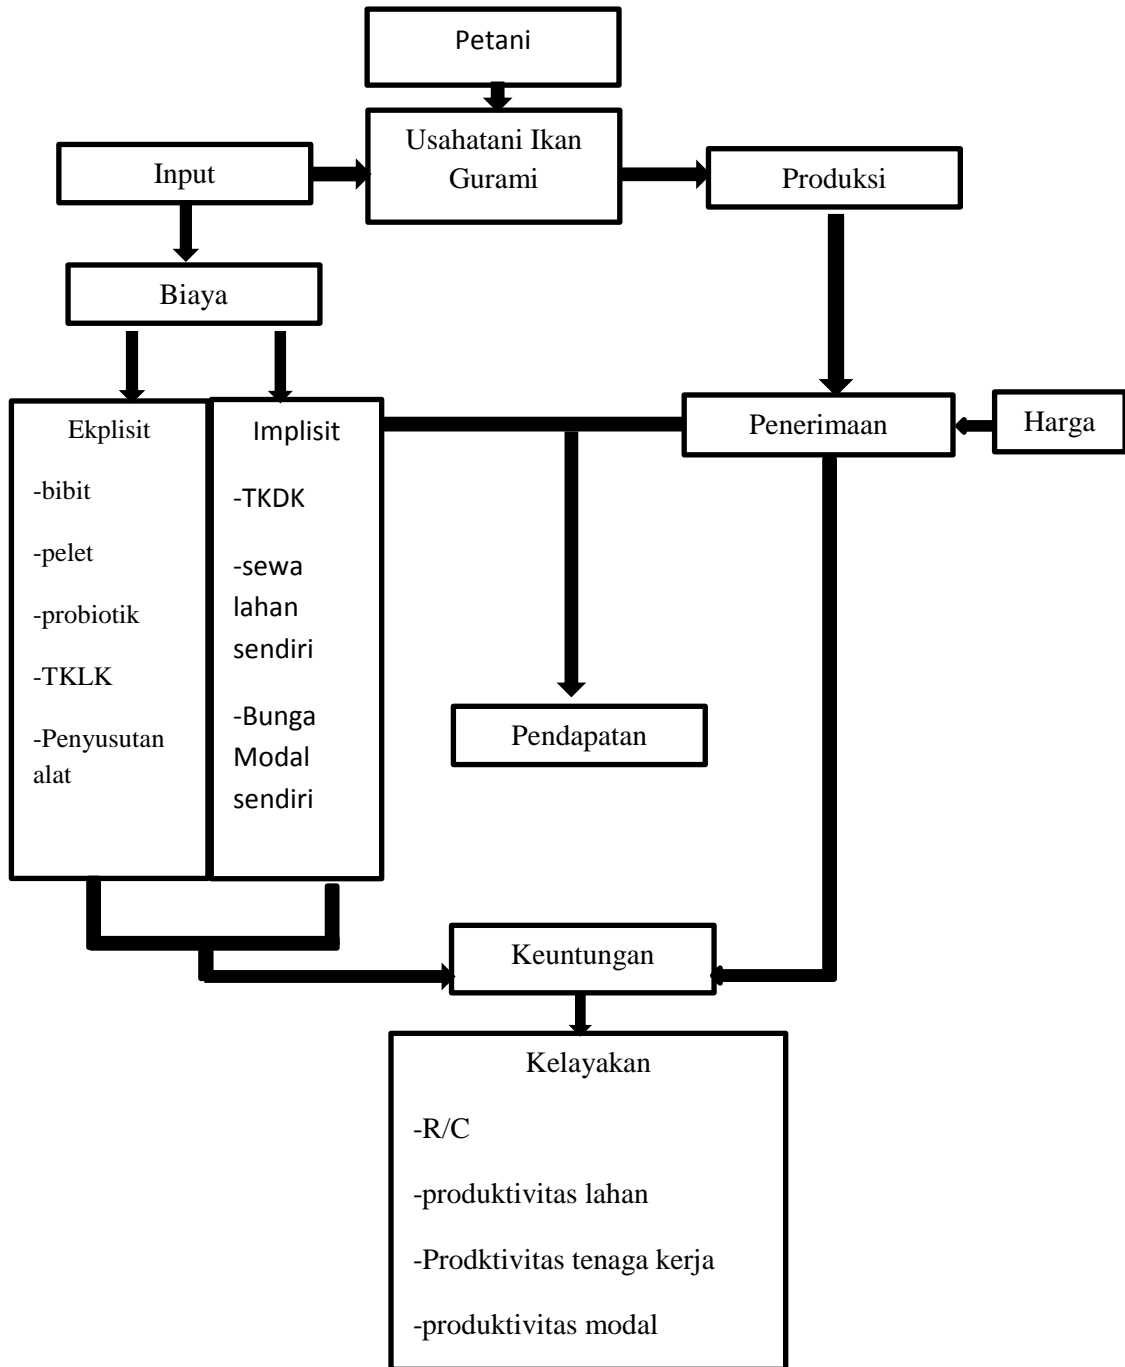 Petani
Usahatani Ikan
Gurami
Input
Produksi
Biaya
Ekplisit
-bibit
-pelet
-probiotik
-TKLK
-Penyusutan
alat
Implisit
-TKDK
-sewa
lahan
sendiri
-Bunga
Modal
sendiri
Penerimaan
Harga
Pendapatan
Keuntungan
Kelayakan
-R/C
-produktivitas lahan
-Prodktivitas tenaga kerja
-produktivitas modal